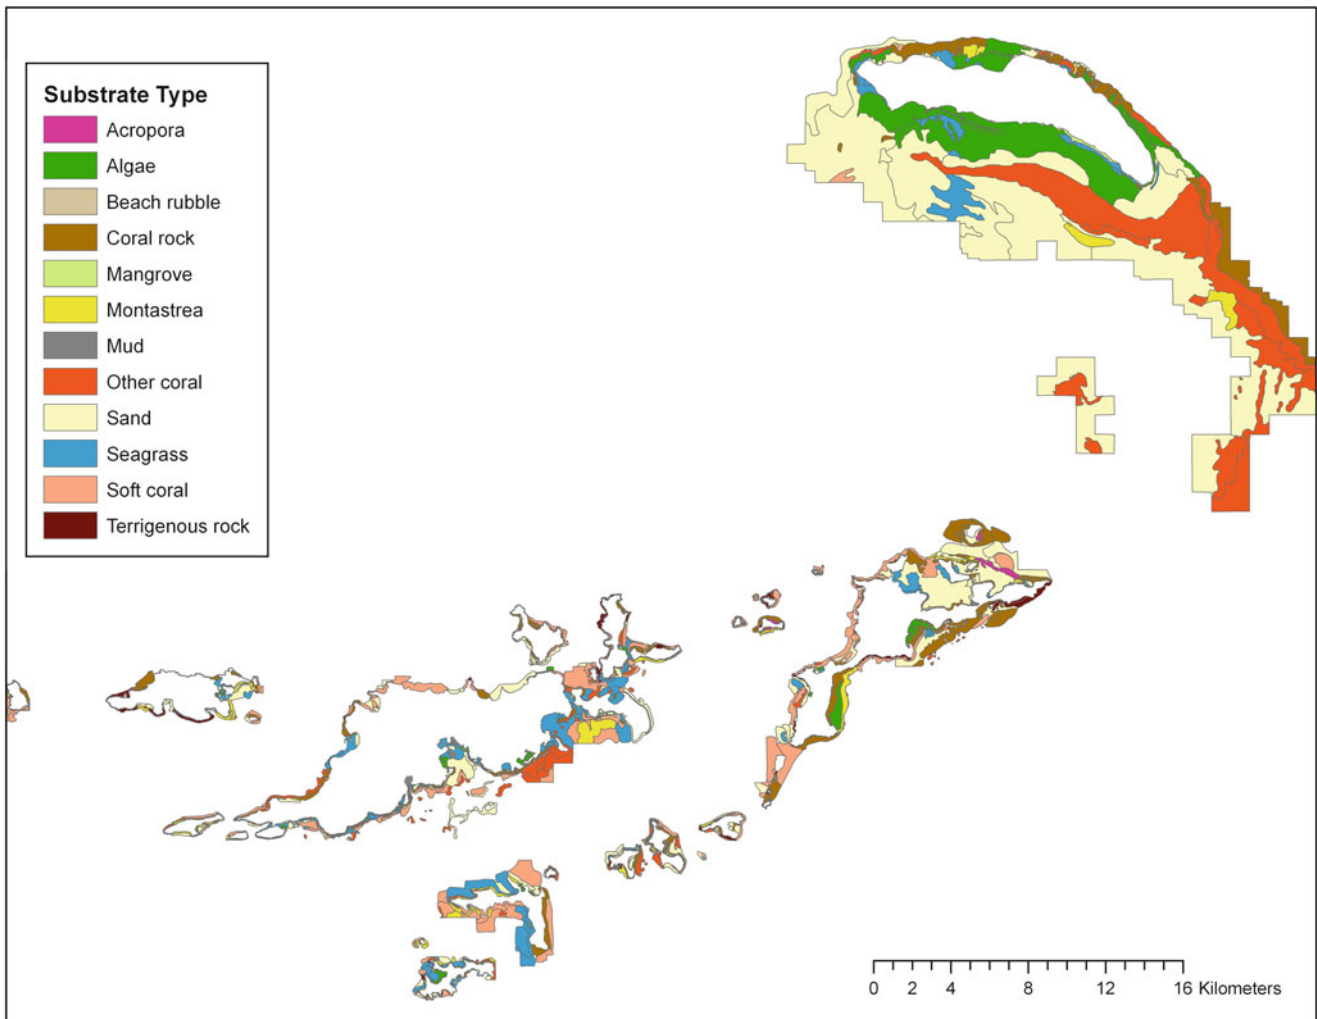 Substrate Type
Acropora
Algae
Beach rubble
Coral rock
Mangrove
Montastrea
Mud
Other coral
Sand
Seagrass
Soft coral
Terrigenous rock
0 2 4 8 12 16 Kilometers